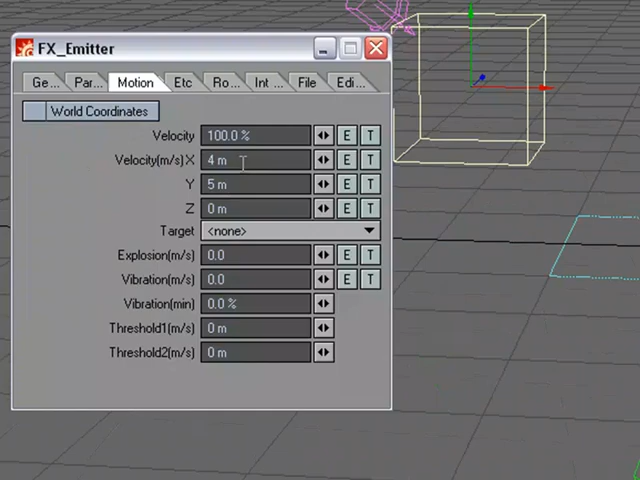 FX_Emitter
Ge... Par... Motion Etc Ro... Int ... File Edi...
World Coordinates
Velocity 100.0 % E T
Velocity(m/s)X 4 m E T
Y 5 m E T
Z 0 m E T
Target <none>
Explosion(m/s) 0.0 E T
Vibration(m/s) 0.0 E T
Vibration(min) 0.0 %
Threshold1(m/s) 0 m
Threshold2(m/s) 0 m